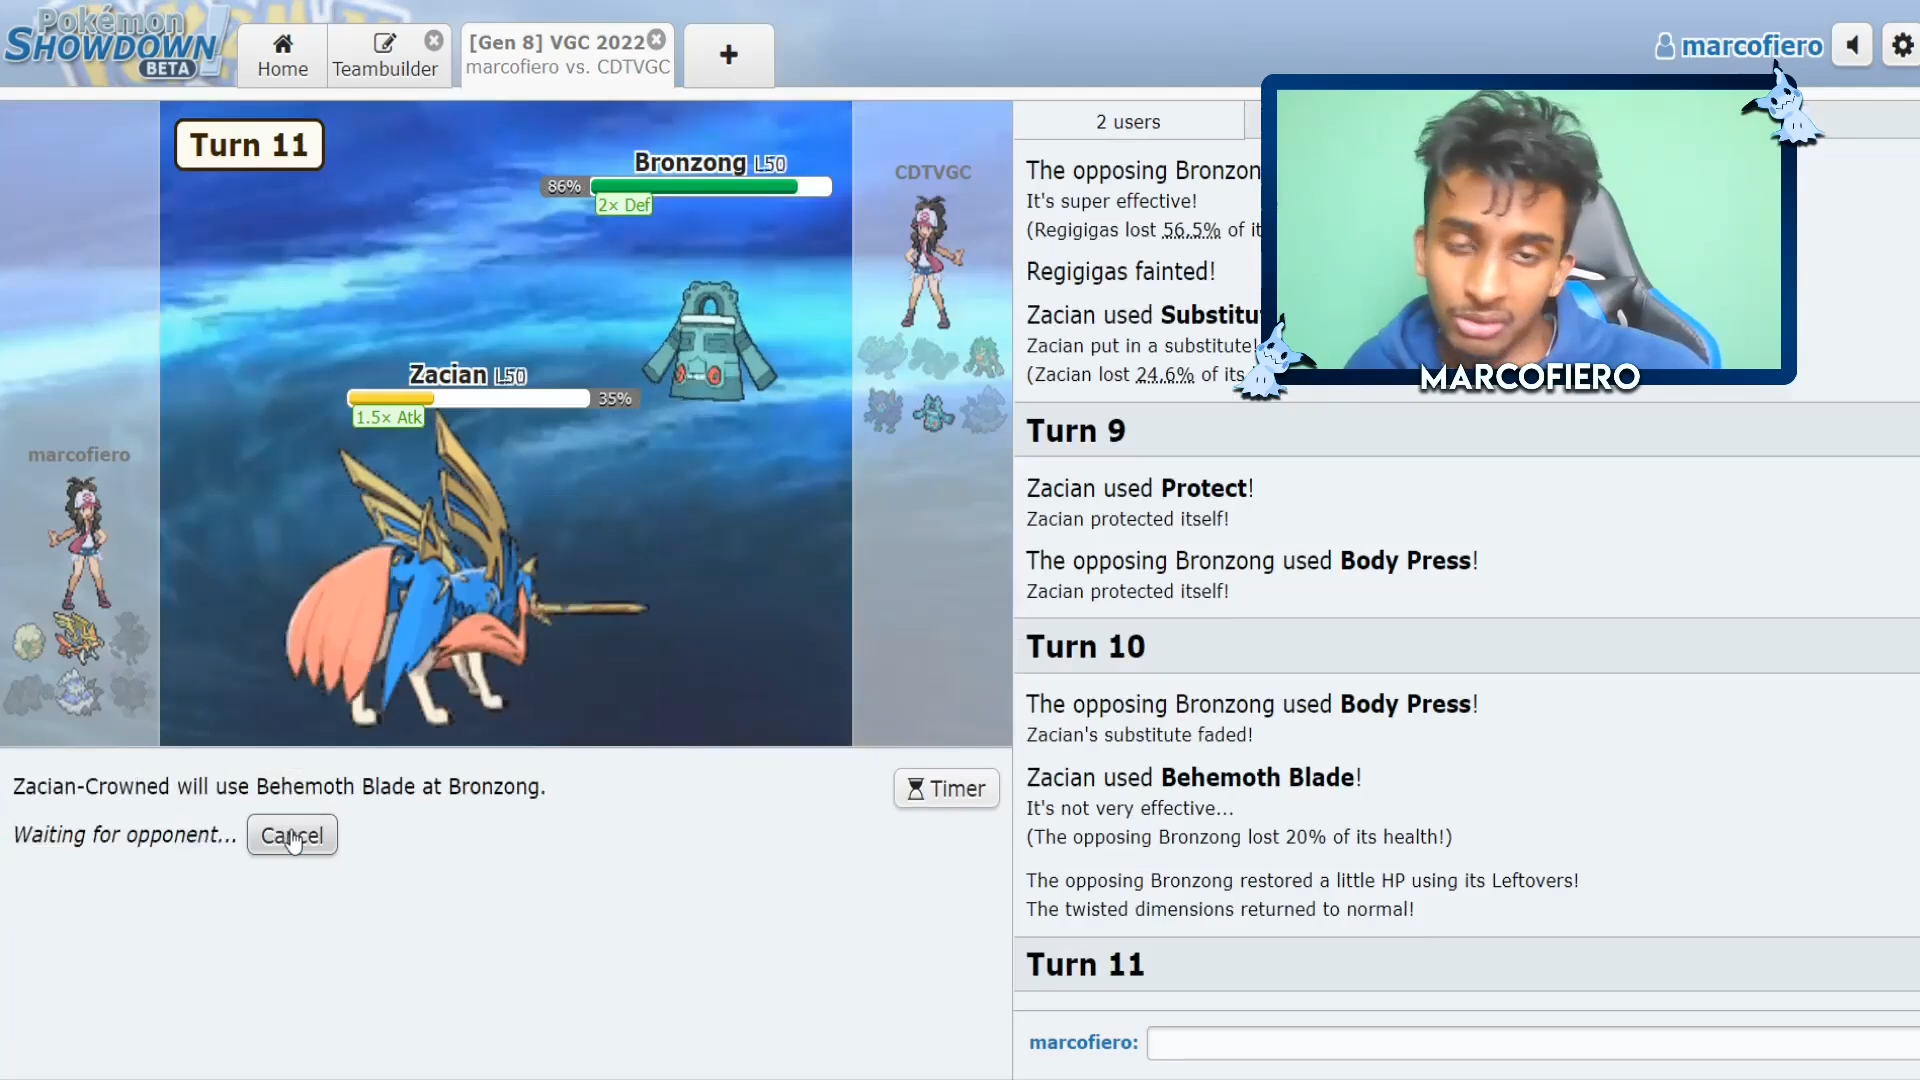 Pokémon
SHOWDOWN!
BETA
Home
Teambuilder
[Gen 8] VGC 2022
marcofiero vs. CDTVGC
+
marcofiero
Turn 11
Bronzong L50
86%
2× Def
Zacian L50
35%
1.5× Atk
CDTVGC
marcofiero
Zacian-Crowned will use Behemoth Blade at Bronzong.
Waiting for opponent... Cancel
Timer
2 users
The opposing Bronzon
It's super effective!
(Regigigas lost 56.5% of it
Regigigas fainted!
Zacian used Substitu
Zacian put in a substitute!
(Zacian lost 24.6% of its
Turn 9
Zacian used Protect!
Zacian protected itself!
The opposing Bronzong used Body Press!
Zacian protected itself!
Turn 10
The opposing Bronzong used Body Press!
Zacian's substitute faded!
Zacian used Behemoth Blade!
It's not very effective...
(The opposing Bronzong lost 20% of its health!)
The opposing Bronzong restored a little HP using its Leftovers!
The twisted dimensions returned to normal!
Turn 11
marcofiero:
MARCOFIERO